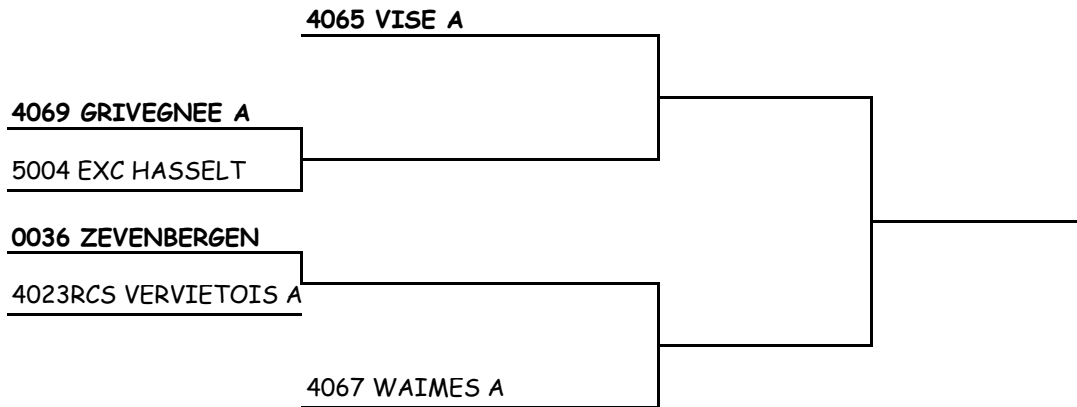 4065 VISE A
4069 GRIVEGNEE A
5004 EXC HASSELT
0036 ZEVENBERGEN
4023RCS VERVIETOIS A
4067 WAIMES A